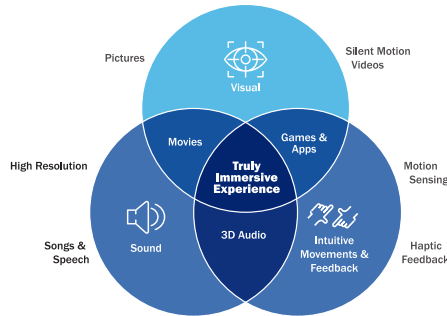 Pictures
Silent Motion
Videos
Visual
Movies
Games &
Apps
High Resolution
Truly
Immersive
Experience
Motion
Sensing
Songs &
Speech
Sound
3D Audio
Intuitive
Movements &
Feedback
Haptic
Feedback